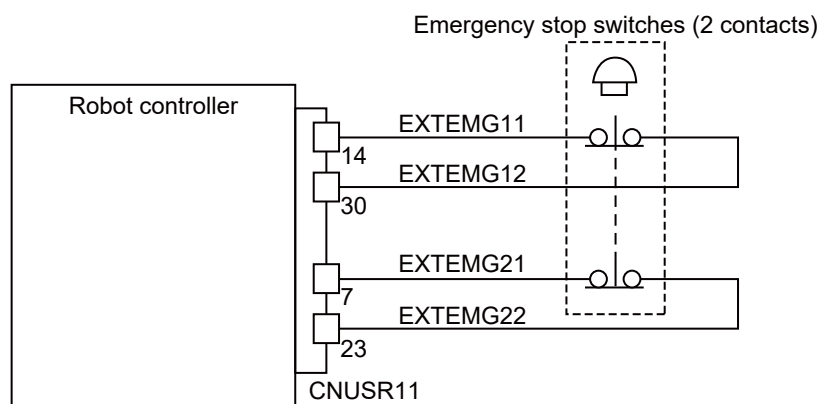 Emergency stop switches (2 contacts)
Robot controller
EXTEMG11
14
EXTEMG12
30
EXTEMG21
7
EXTEMG22
23
CNUSR11